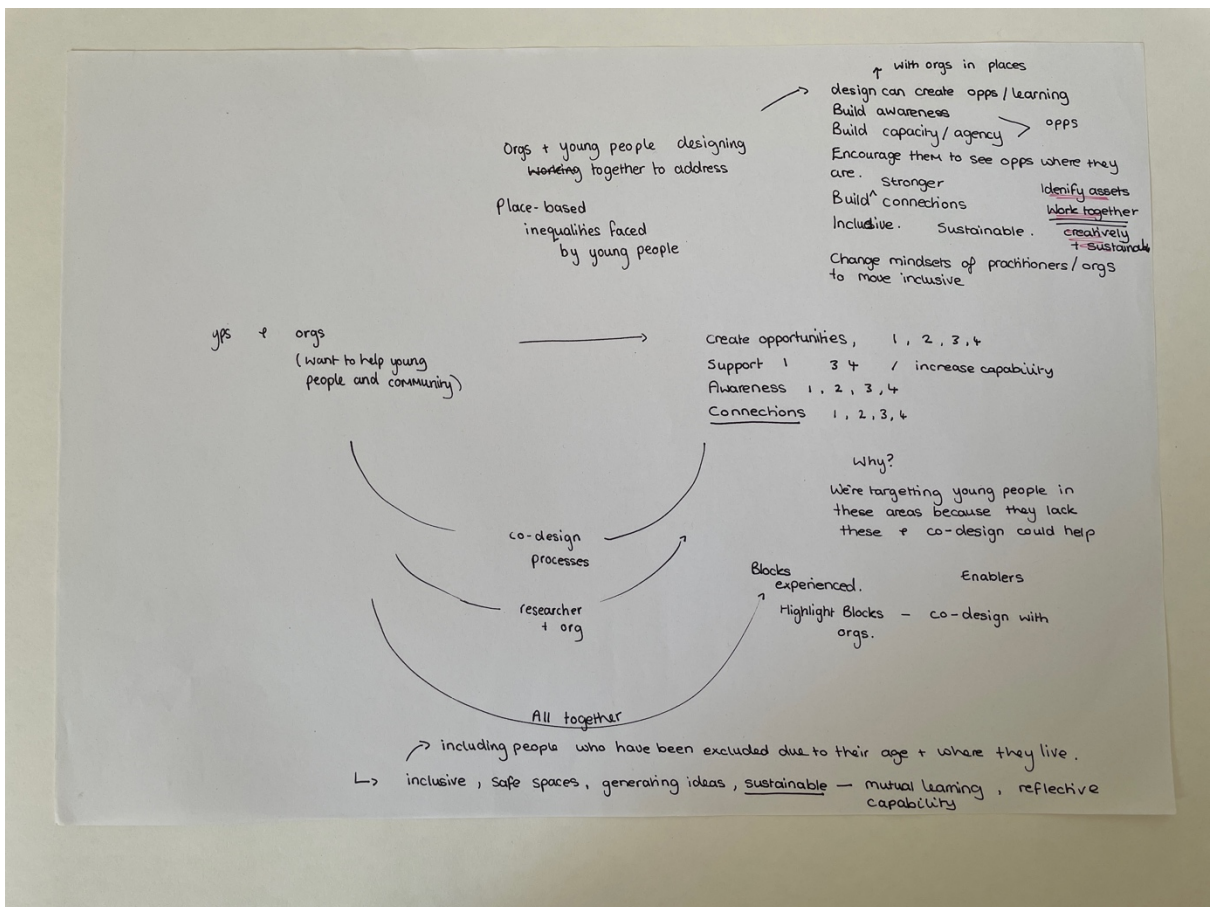 ↑ with orgs in places
design can create opps / learning
Build awareness
Build capacity / agency > opps
Encourage them to see opps where they
are.
Stronger
Build ^ connections
Inclusive. Sustainable.
Idenify assets
Work together
creatively
+ sustainab
Change mindsets of practitioners / orgs
to move inclusive
Orgs + young people designing
working together to address
Place-based
inequalities faced
by young people
yps & orgs
(want to help young
people and community)
create opportunities, 1, 2, 3, 4
Support 1 3 4 / increase capability
Awareness 1, 2, 3, 4
Connections 1, 2, 3, 4
Why?
We're targetting young people in
these areas because they lack
these & co-design could help
co-design
processes
researcher
+ org
Blocks
experienced.
Enablers
Highlight Blocks - co-design with
orgs.
All together
including people who have been excluded due to their age + where they live.
inclusive, safe spaces, generating ideas, sustainable - mutual learning, reflective
capability